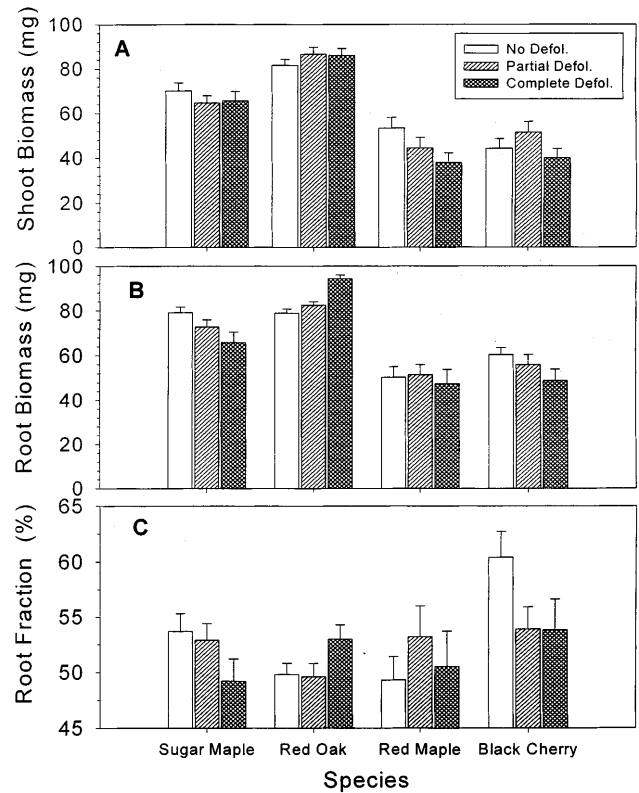 A
Shoot Biomass (mg)
100
80
60
40
20
0
No Defol.
Partial Defol.
Complete Defol.
B
Root Biomass (mg)
100
80
60
40
20
0
C
Root Fraction (%)
65
60
55
50
45
Sugar Maple Red Oak Red Maple Black Cherry
Species